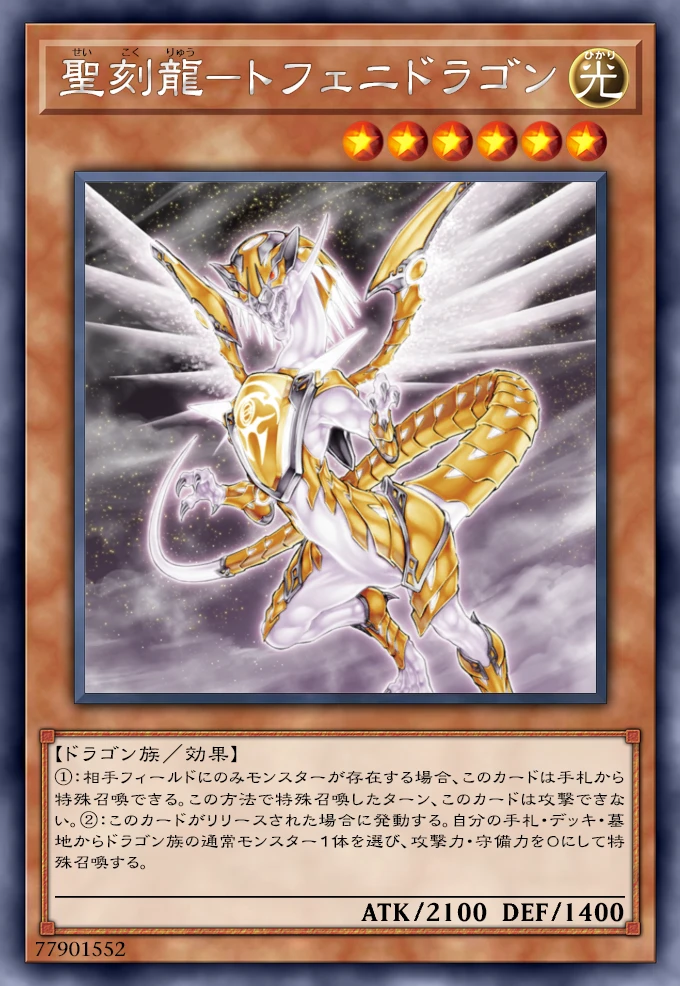 せい こく りゅう
聖刻龍－トフェニドラゴン
ひかり
光
【ドラゴン族／効果】
①：相手フィールドにのみモンスターが存在する場合、このカードは手札から
特殊召喚できる。この方法で特殊召喚したターン、このカードは攻撃できな
い。②：このカードがリリースされた場合に発動する。自分の手札・デッキ・墓
地からドラゴン族の通常モンスター１体を選び、攻撃力・守備力を０にして特
殊召喚する。
ATK/2100 DEF/1400
77901552